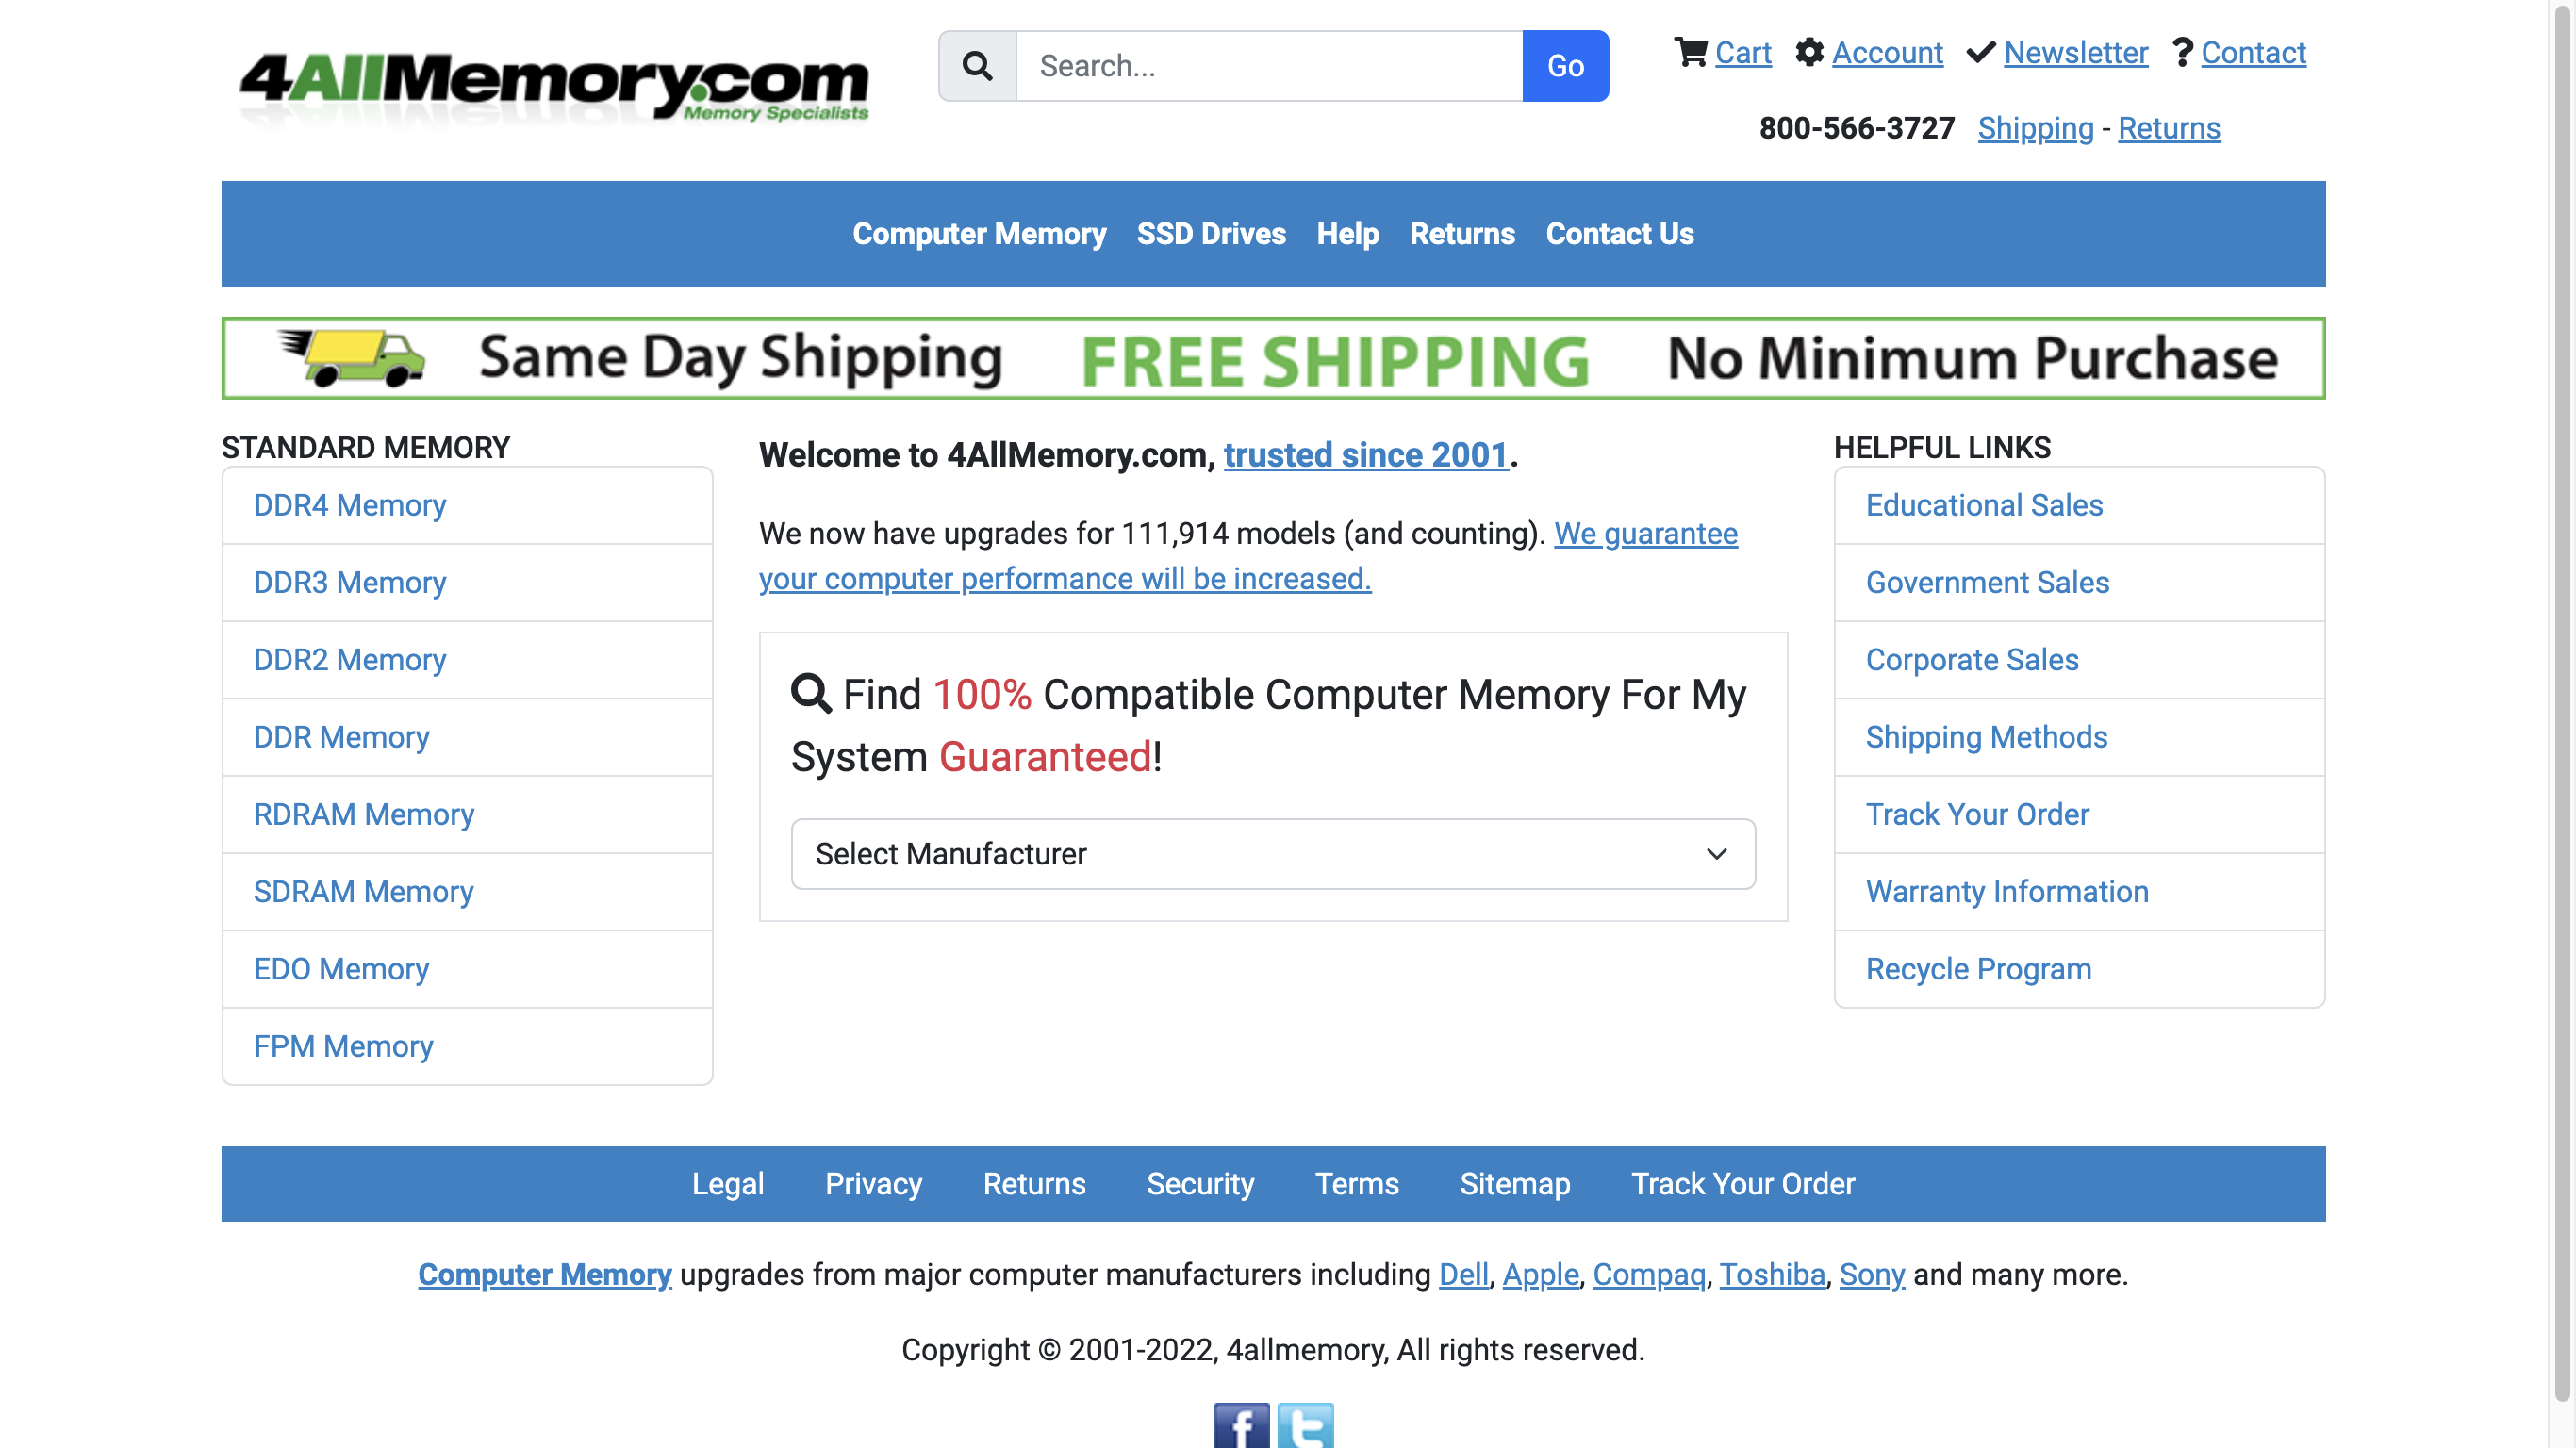 4AllMemory.com
Memory Specialists
Search...
Go
Cart Account Newsletter Contact
800-566-3727 Shipping - Returns
Computer Memory SSD Drives Help Returns Contact Us
Same Day Shipping FREE SHIPPING No Minimum Purchase
STANDARD MEMORY
DDR4 Memory
DDR3 Memory
DDR2 Memory
DDR Memory
RDRAM Memory
SDRAM Memory
EDO Memory
FPM Memory
Welcome to 4AllMemory.com, trusted since 2001.
We now have upgrades for 111,914 models (and counting). We guarantee
your computer performance will be increased.
Find 100% Compatible Computer Memory For My
System Guaranteed!
Select Manufacturer
HELPFUL LINKS
Educational Sales
Government Sales
Corporate Sales
Shipping Methods
Track Your Order
Warranty Information
Recycle Program
Legal Privacy Returns Security Terms Sitemap Track Your Order
Computer Memory upgrades from major computer manufacturers including Dell, Apple, Compaq, Toshiba, Sony and many more.
Copyright © 2001-2022, 4allmemory, All rights reserved.